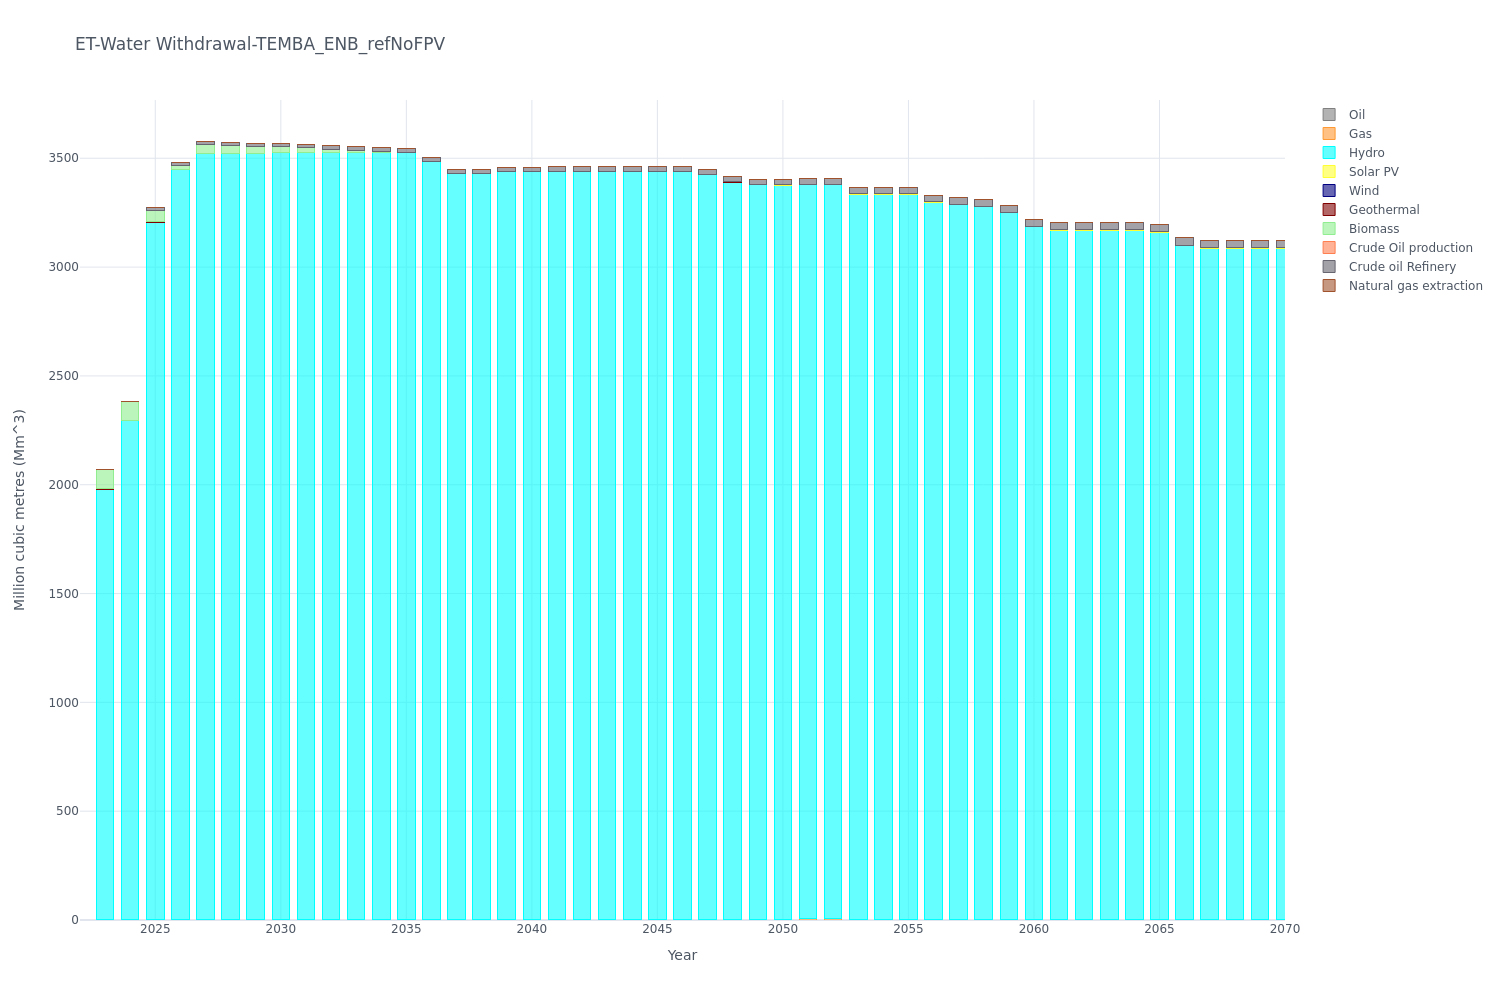 ET-Water Withdrawal-TEMBA_ENB_refNoFPV
Million cubic metres (Mm^3)
3500
3000
2500
2000
1500
1000
500
0
2025 2030 2035 2040 2045 2050 2055 2060 2065 2070
Year
Oil
Gas
Hydro
Solar PV
Wind
Geothermal
Biomass
Crude Oil production
Crude oil Refinery
Natural gas extraction